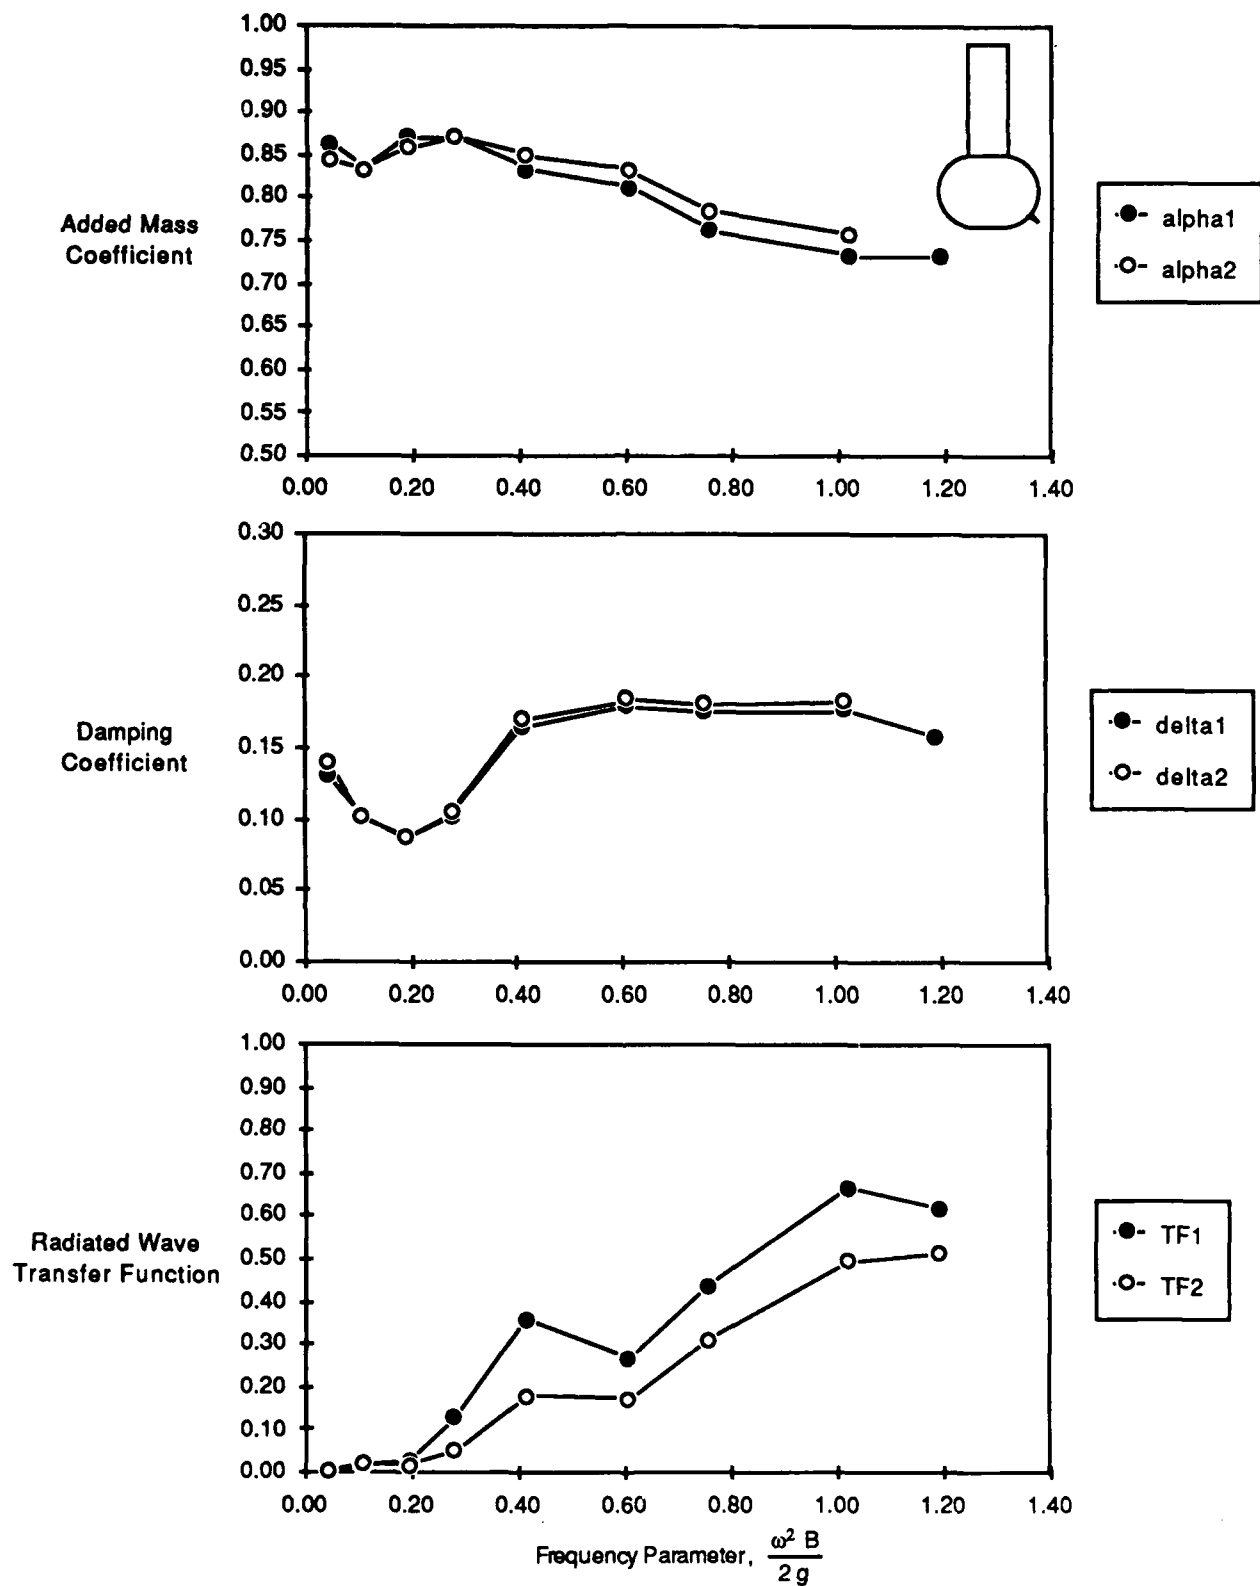 1.00
0.95
0.90
0.85
0.80
0.75
0.70
0.65
0.60
0.55
0.50
Added Mass
Coefficient
0.00 0.20 0.40 0.60 0.80 1.00 1.20 1.40
alpha1
alpha2
0.30
0.25
0.20
0.15
0.10
0.05
0.00
Damping
Coefficient
0.00 0.20 0.40 0.60 0.80 1.00 1.20 1.40
delta1
delta2
1.00
0.90
0.80
0.70
0.60
0.50
0.40
0.30
0.20
0.10
0.00
Radiated Wave
Transfer Function
0.00 0.20 0.40 0.60 0.80 1.00 1.20 1.40
TF1
TF2
Frequency Parameter, ω² B
2 g